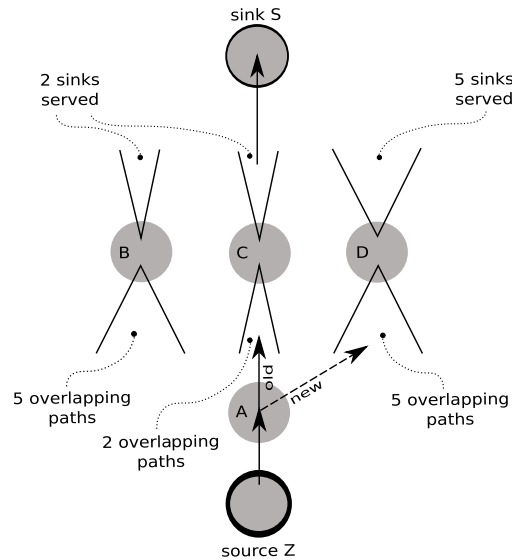 sink S
2 sinks
served
5 sinks
served
B
C
D
old
new
A
5 overlapping
paths
2 overlapping
paths
5 overlapping
paths
source Z